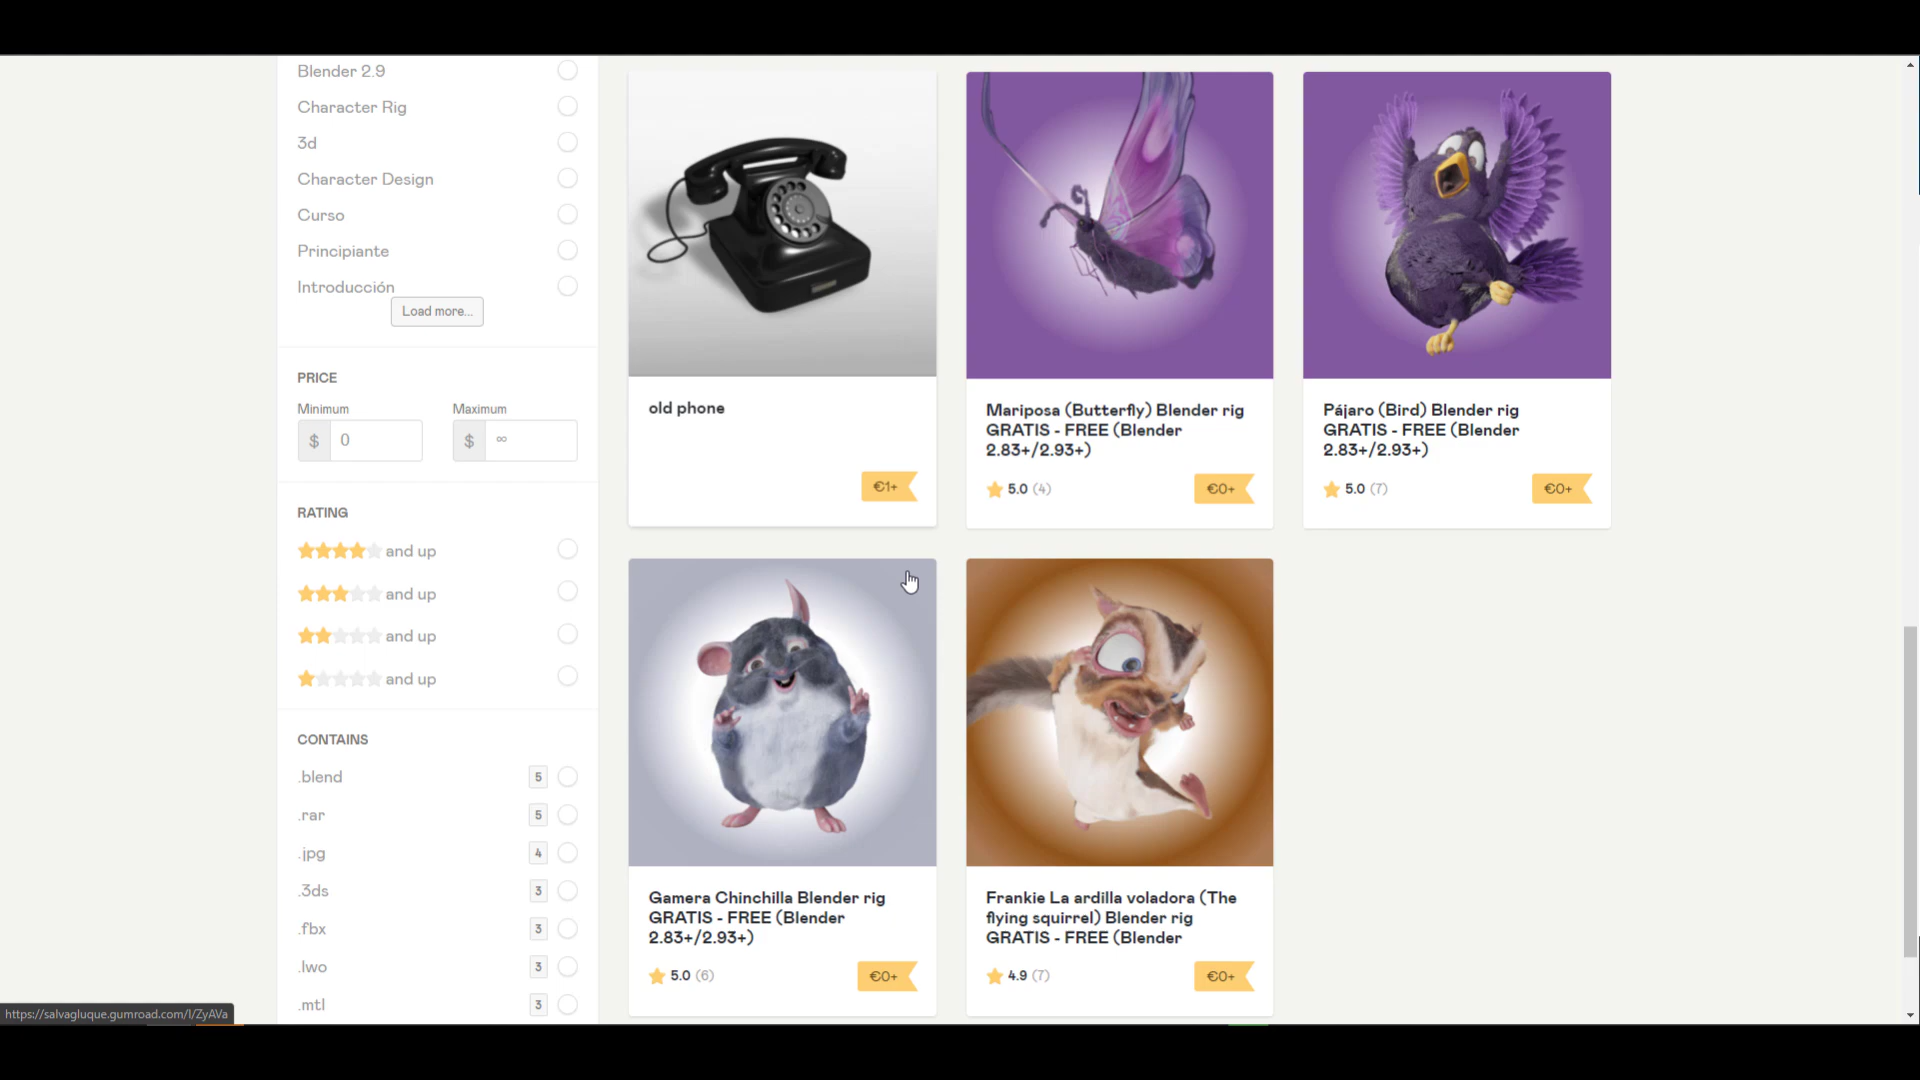 Blender 2.9
Character Rig
3d
Character Design
Curso
Principiante
Introducción
Load more...
PRICE
Minimum
Maximum
$ 0
$ ∞
RATING
and up
and up
and up
and up
CONTAINS
.blend 5
.rar 5
.jpg 4
.3ds 3
.fbx 3
.lwo 3
.mtl 3
old phone
€1+
Mariposa (Butterfly) Blender rig
GRATIS - FREE (Blender
2.83+/2.93+)
5.0 (4)
€0+
Pájaro (Bird) Blender rig
GRATIS - FREE (Blender
2.83+/2.93+)
5.0 (7)
€0+
Gamera Chinchilla Blender rig
GRATIS - FREE (Blender
2.83+/2.93+)
5.0 (6)
€0+
Frankie La ardilla voladora (The
flying squirrel) Blender rig
GRATIS - FREE (Blender
4.9 (7)
€0+
https://salvagluque.gumroad.com/l/ZyAVa